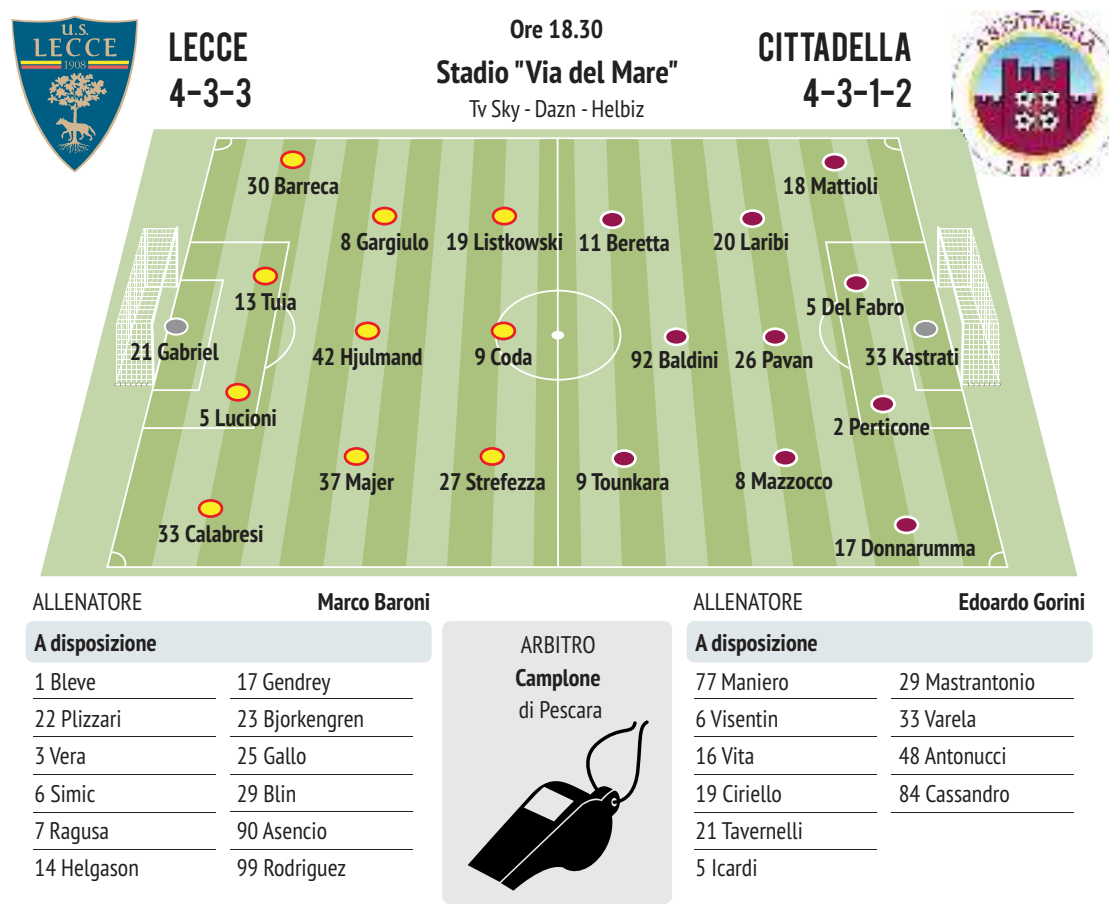 U.S.
LECCE
1908
LECCE
4-3-3
Ore 18.30
Stadio "Via del Mare"
Tv Sky - Dazn - Helbiz
CITTADELLA
4-3-1-2
A.S. CITTADELLA
1973
30 Barreca
18 Mattioli
8 Gargiulo
19 Listkowski
11 Beretta
20 Laribi
13 Tuia
5 Del Fabro
21 Gabriel
42 Hjulmand
9 Coda
92 Baldini
26 Pavan
33 Kastrati
5 Lucioni
2 Perticone
37 Majer
27 Strefezza
9 Tounkara
8 Mazzocco
33 Calabresi
17 Donnarumma
ALLENATORE
Marco Baroni
A disposizione
1 Bleve
17 Gendrey
22 Plizzari
23 Bjorkengren
3 Vera
25 Gallo
6 Simic
29 Blin
7 Ragusa
90 Asencio
14 Helgason
99 Rodriguez
ARBITRO
Camplone
di Pescara
ALLENATORE
Edoardo Gorini
A disposizione
77 Maniero
29 Mastrantonio
6 Visentin
33 Varela
16 Vita
48 Antonucci
19 Ciriello
84 Cassandro
21 Tavernelli
5 Icardi